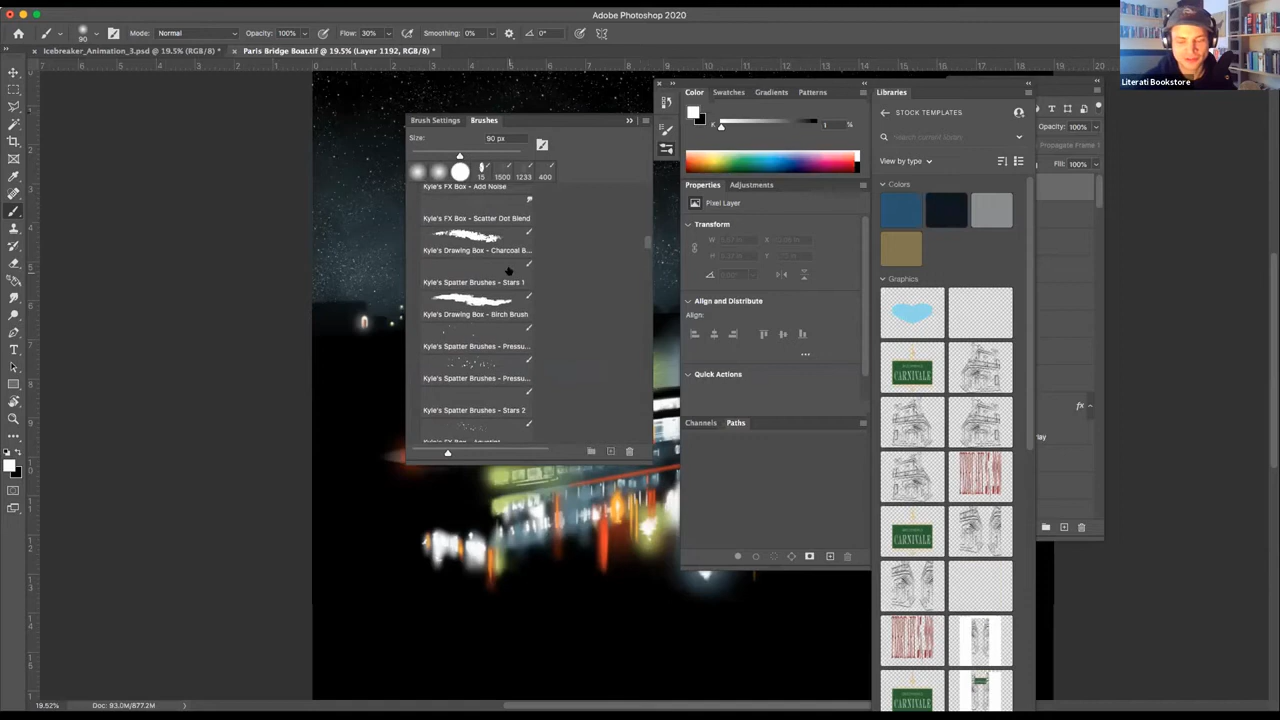 Adobe Photoshop 2020
90
Mode: Normal
Opacity: 100%
Flow: 30%
Smoothing: 0%
0°
Icebreaker_Animation_3.psd @ 19.5% (RGB/8) *
Paris Bridge Boat.tif @ 19.5% (Layer 1192, RGB/8) *
Literati Bookstore
Brush Settings
Brushes
Size:
90 px
15
1500
1233
400
Kyle's FX Box - Add Noise
Kyle's FX Box - Scatter Dot Blend
Kyle's Drawing Box - Charcoal B...
Kyle's Spatter Brushes - Stars 1
Kyle's Drawing Box - Birch Brush
Kyle's Spatter Brushes - Pressu...
Kyle's Spatter Brushes - Pressu...
Kyle's Spatter Brushes - Stars 2
Color
Swatches
Gradients
Patterns
K
1
%
Properties
Adjustments
Pixel Layer
Transform
Align and Distribute
Align:
Quick Actions
Channels
Paths
Libraries
STOCK TEMPLATES
Search current library
View by type
Colors
Graphics
CARNIVALE
CARNIVALE
CARNIVALE
Opacity: 100%
Propagate Frame 1
Fill: 100%
fx
19.52%
Doc: 93.0M/877.2M